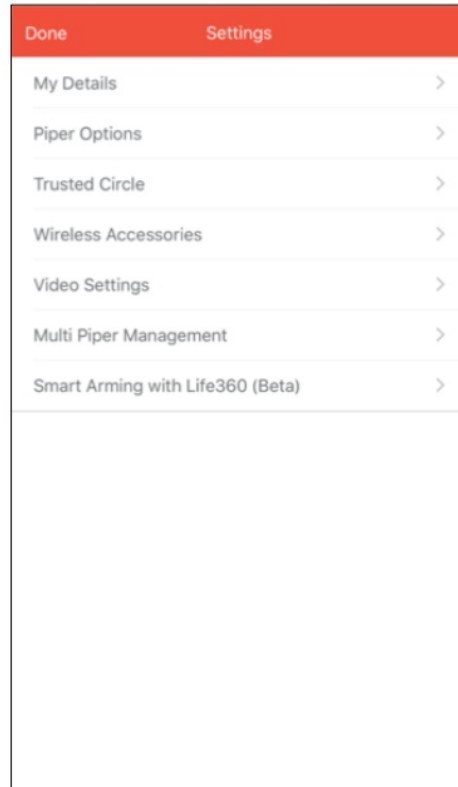 Done Settings
My Details
Piper Options
Trusted Circle
Wireless Accessories
Video Settings
Multi Piper Management
Smart Arming with Life360 (Beta)